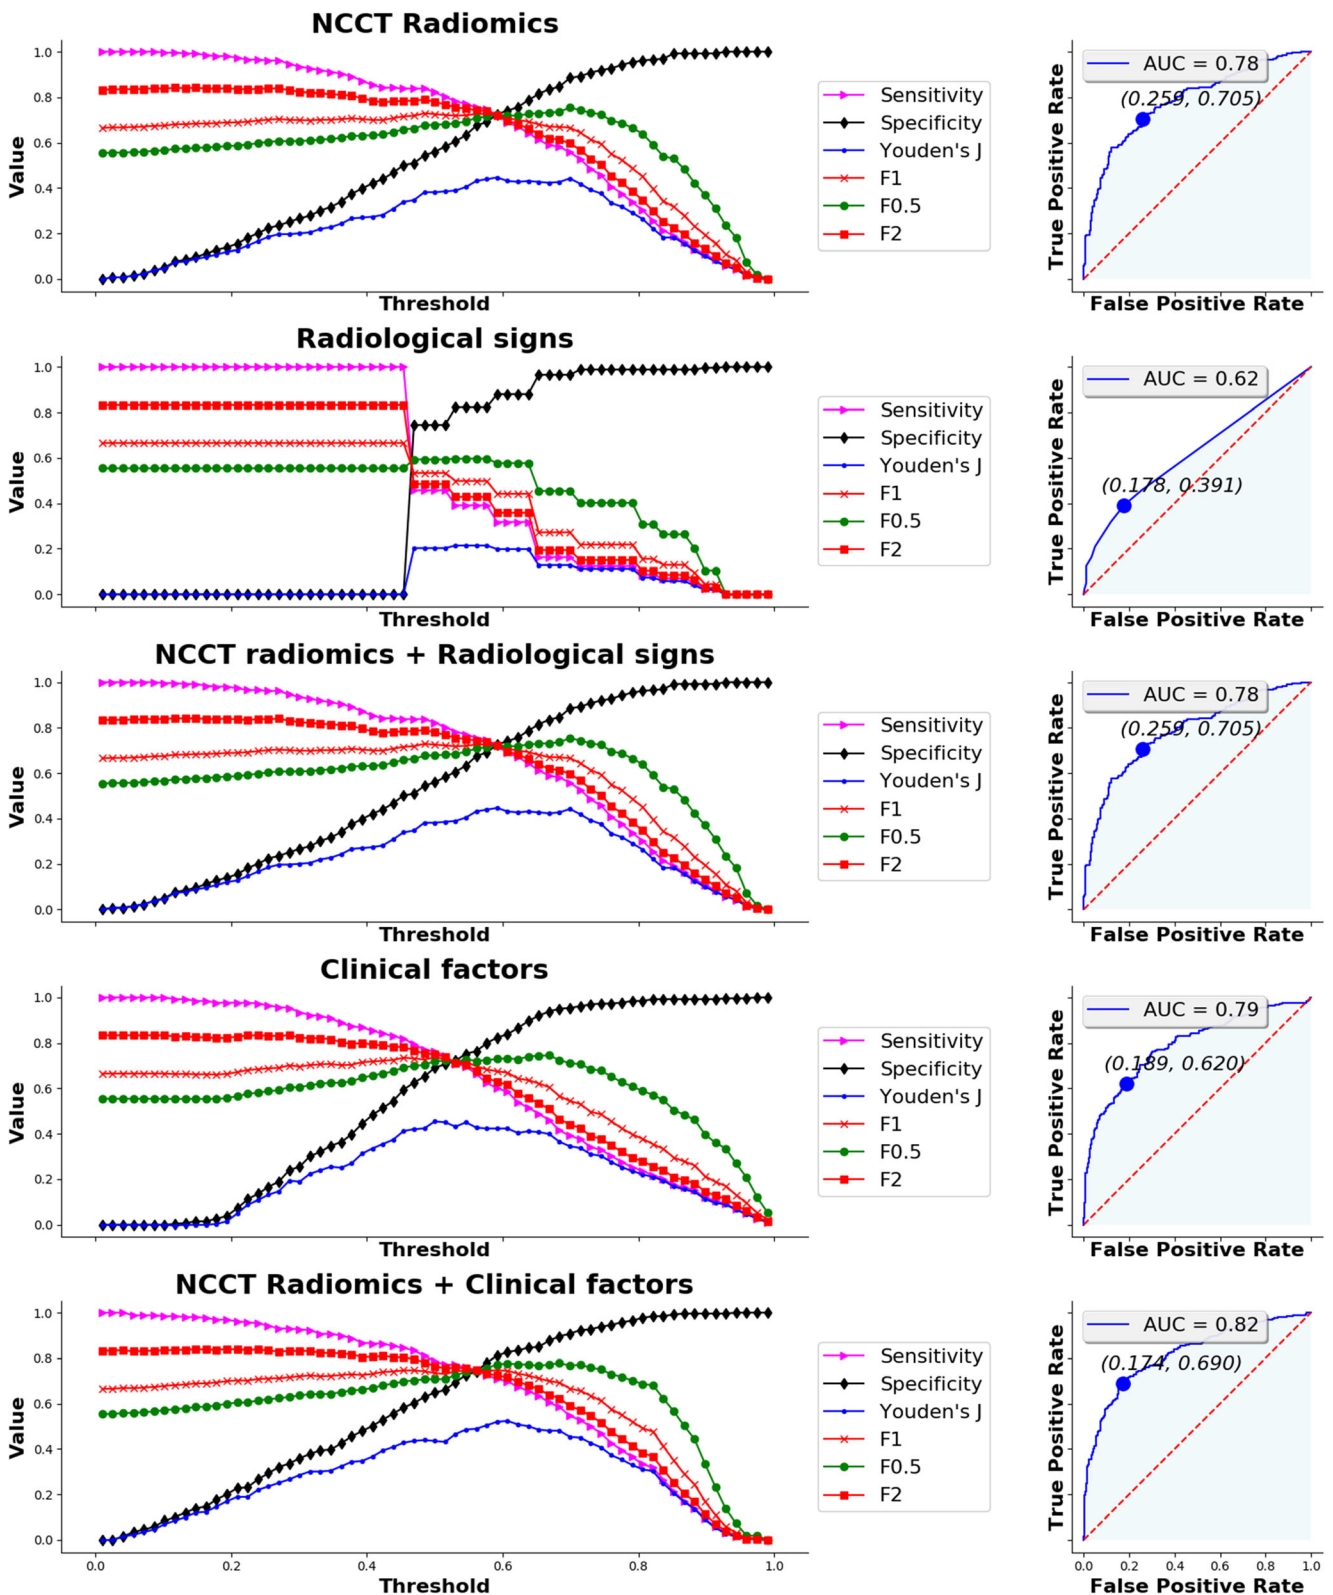 NCCT Radiomics
1.0
0.8
0.6
0.4
0.2
0.0
Value
Threshold
Sensitivity
Specificity
Youden's J
F1
F0.5
F2
AUC = 0.78
(0.259, 0.705)
True Positive Rate
False Positive Rate
Radiological signs
1.0
0.8
0.6
0.4
0.2
0.0
Value
Threshold
Sensitivity
Specificity
Youden's J
F1
F0.5
F2
AUC = 0.62
(0.178, 0.391)
True Positive Rate
False Positive Rate
NCCT radiomics + Radiological signs
1.0
0.8
0.6
0.4
0.2
0.0
Value
Threshold
Sensitivity
Specificity
Youden's J
F1
F0.5
F2
AUC = 0.78
(0.259, 0.705)
True Positive Rate
False Positive Rate
Clinical factors
1.0
0.8
0.6
0.4
0.2
0.0
Value
Threshold
Sensitivity
Specificity
Youden's J
F1
F0.5
F2
AUC = 0.79
(0.189, 0.620)
True Positive Rate
False Positive Rate
NCCT Radiomics + Clinical factors
1.0
0.8
0.6
0.4
0.2
0.0
Value
0.0 0.2 0.4 0.6 0.8 1.0
Threshold
Sensitivity
Specificity
Youden's J
F1
F0.5
F2
AUC = 0.82
(0.174, 0.690)
True Positive Rate
0.0 0.2 0.4 0.6 0.8 1.0
False Positive Rate